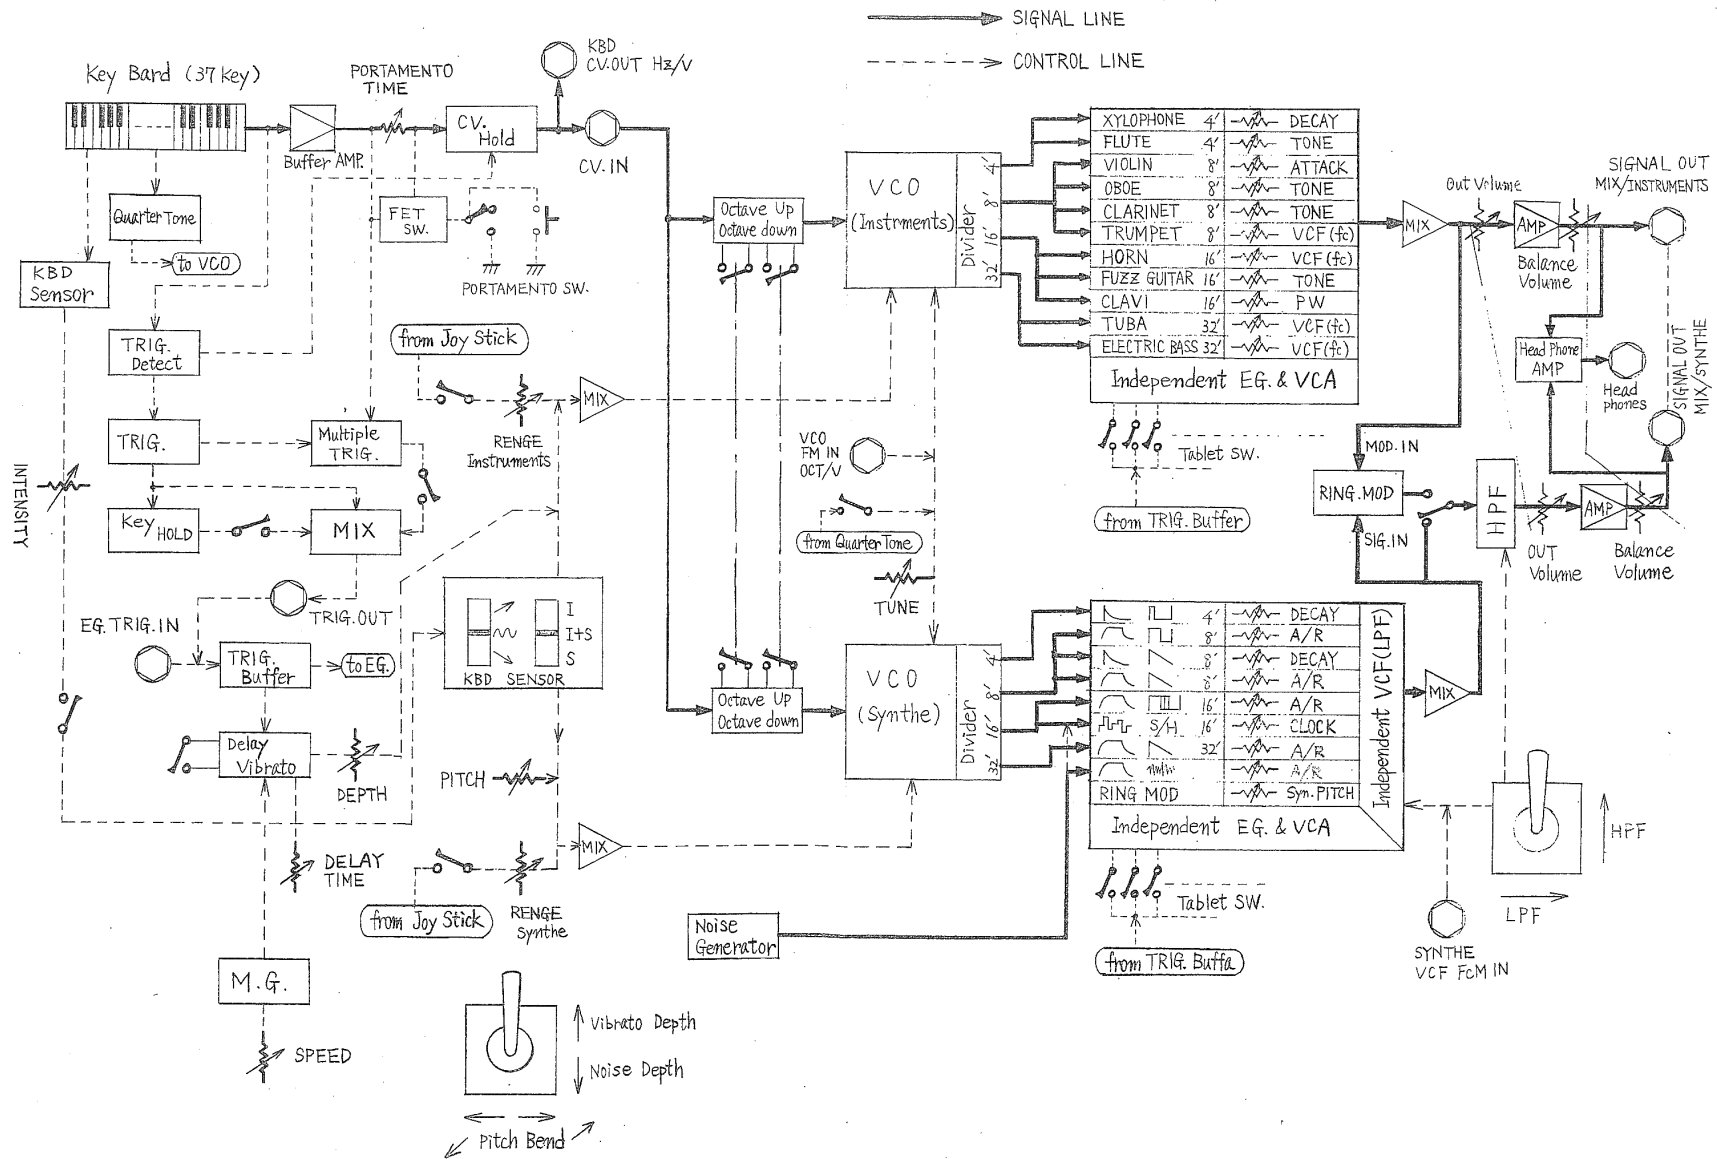 SIGNAL LINE
CONTROL LINE
Key Bard (37 key)
PORTAMENTO
TIME
KBD
CV.OUT Hz/V
Buffer AMP.
CV.
Hold
CV.IN
Quarter Tone
to VCO
KBD
Sensor
FET
SW.
PORTAMENTO SW.
TRIG.
Detect
from Joy Stick
TRIG.
Multiple
TRIG.
RENGE
Instruments
MIX
INTENSITY
Key HOLD
MIX
TRIG.OUT
EG.TRIG.IN
TRIG.
Buffer
to EG.
Delay
Vibrato
DEPTH
DELAY
TIME
M.G.
SPEED
I
I+S
S
KBD SENSOR
PITCH
MIX
from Joy Stick
RENGE
Synthe
Vibrato Depth
Noise Depth
Pitch Bend
Octave Up
Octave down
VCO
(Instrments)
Divider
4'
8'
16'
32'
VCO
FM IN
OCT/V
from Quarter Tone
TUNE
Octave UP
Octave down
VCO
(Synthe)
Divider
4'
8'
16'
32'
Noise
Generator
XYLOPHONE 4' DECAY
FLUTE 4' TONE
VIOLIN 8' ATTACK
OBOE 8' TONE
CLARINET 8' TONE
TRUMPET 8' VCF(fc)
HORN 16' VCF(fc)
FUZZ GUITAR 16' TONE
CLAVI 16' PW
TUBA 32' VCF(fc)
ELECTRIC BASS 32' VCF(fc)
Independent EG. & VCA
Tablet SW.
from TRIG. Buffer
4' DECAY
8' A/R
8' DECAY
8' A/R
16' A/R
S/H 16' CLOCK
32' A/R
A/R
RING MOD Syn.PITCH
Independent EG. & VCA
Independent VCF(LPF)
Tablet SW.
from TRIG. Buffa
MIX
Out Volume
AMP
Balance
Volume
SIGNAL OUT
MIX/INSTRUMENTS
Head Phone
AMP
Head
phones
SIGNAL OUT
MIX/SYNTHE
MOD.IN
RING.MOD
SIG.IN
HPF
OUT
Volume
AMP
Balance
Volume
MIX
HPF
LPF
SYNTHE
VCF FcM IN